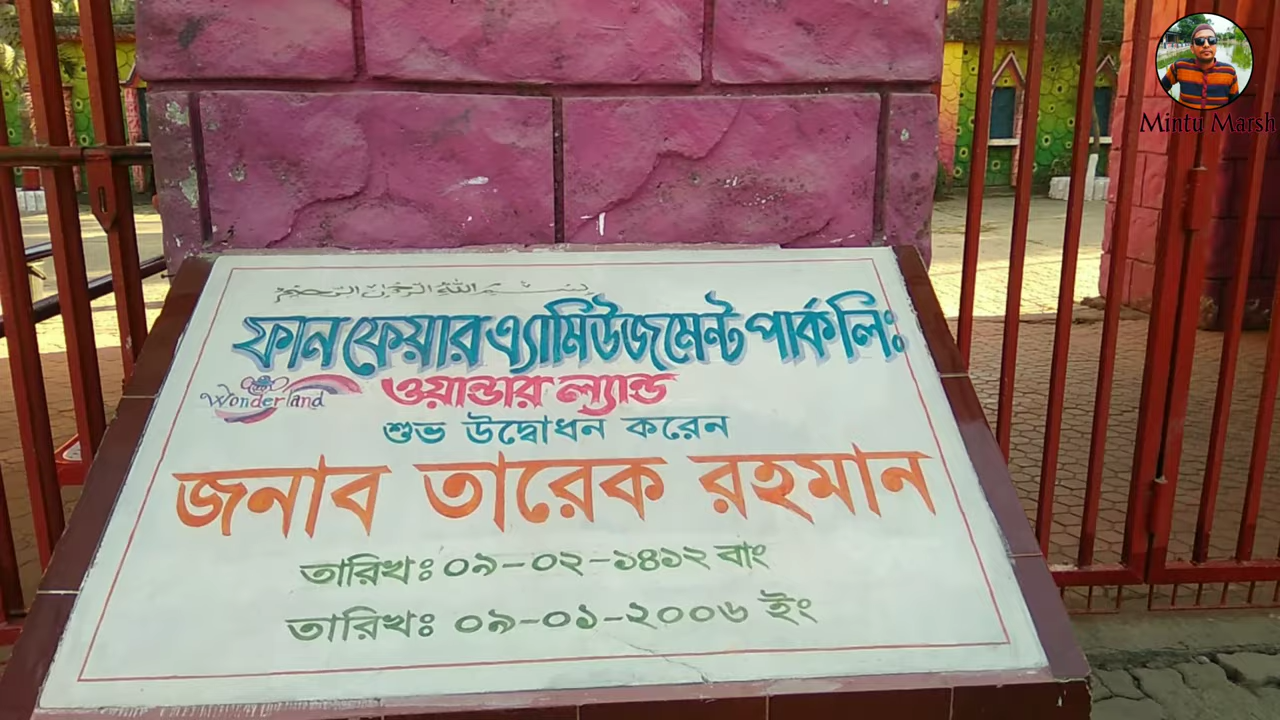 بسم الله الرحمن الرحيم
ফান ফেয়ার এ্যামিউজমেন্ট পার্ক লিঃ
Wonderland
ওয়ান্ডার ল্যান্ড
শুভ উদ্বোধন করেন
জনাব তারেক রহমান
তারিখঃ ০৯-০২-১৪১২ বাং
তারিখঃ ০৯-০১-২০০৬ ইং
Mintu Marsh